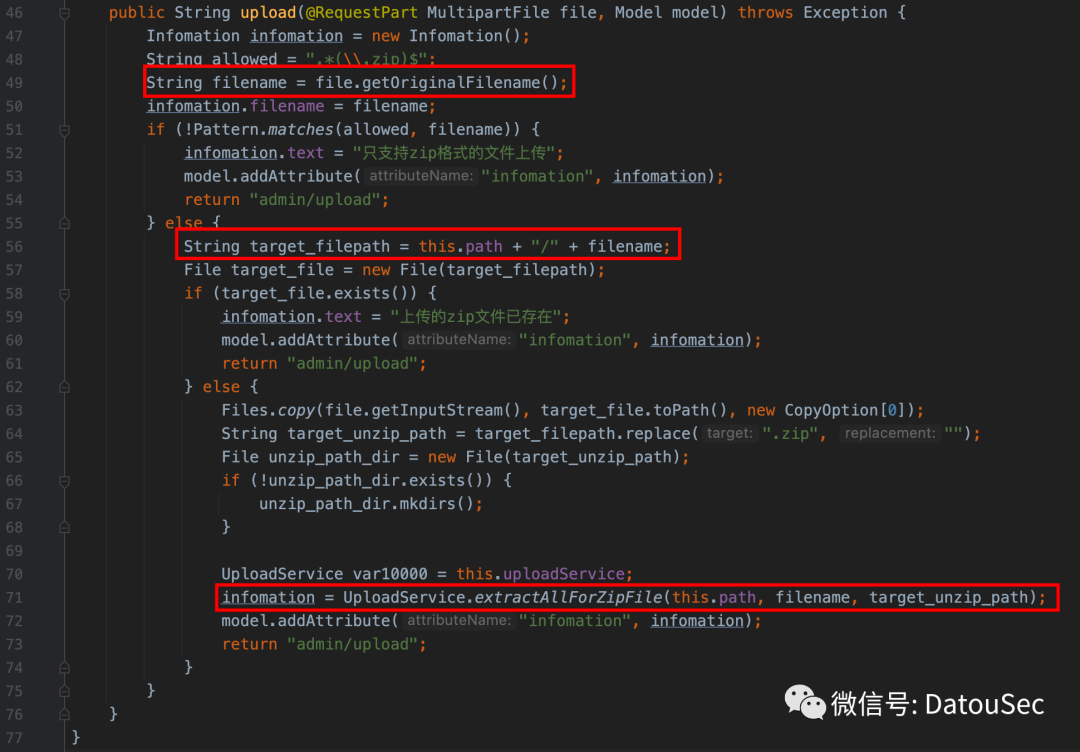 46 public String upload(@RequestPart MultipartFile file, Model model) throws Exception {
47 Infomation infomation = new Infomation();
48 String allowed = ".*(\\.zip)$";
49 String filename = file.getOriginalFilename();
50 infomation.filename = filename;
51 if (!Pattern.matches(allowed, filename)) {
52 infomation.text = "只支持zip格式的文件上传";
53 model.addAttribute( attributeName: "infomation", infomation);
54 return "admin/upload";
55 } else {
56 String target_filepath = this.path + "/" + filename;
57 File target_file = new File(target_filepath);
58 if (target_file.exists()) {
59 infomation.text = "上传的zip文件已存在";
60 model.addAttribute( attributeName: "infomation", infomation);
61 return "admin/upload";
62 } else {
63 Files.copy(file.getInputStream(), target_file.toPath(), new CopyOption[0]);
64 String target_unzip_path = target_filepath.replace( target: ".zip", replacement: "");
65 File unzip_path_dir = new File(target_unzip_path);
66 if (!unzip_path_dir.exists()) {
67 unzip_path_dir.mkdirs();
68 }
69
70 UploadService var10000 = this.uploadService;
71 infomation = UploadService.extractAllForZipFile(this.path, filename, target_unzip_path);
72 model.addAttribute( attributeName: "infomation", infomation);
73 return "admin/upload";
74 }
75 }
76 }
77 }
微信号: DatouSec